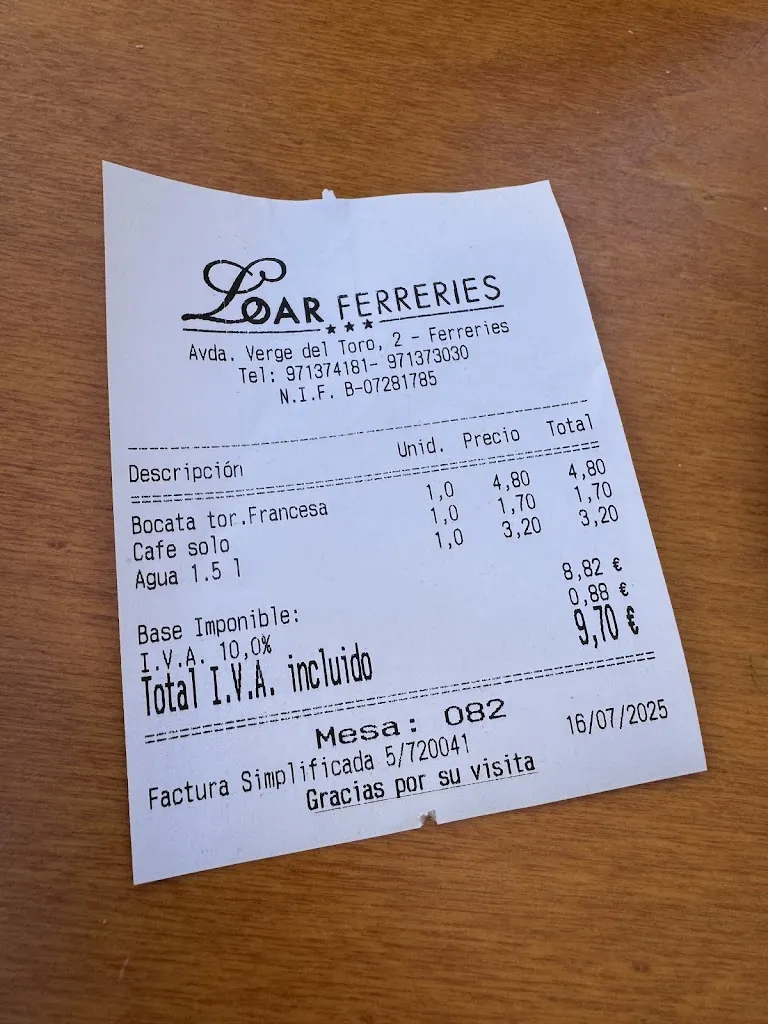 Loar FERRERIES
Avda. Verge del Toro, 2 - Ferreries
Tel: 971374181- 971373030
N.I.F. B-07281785
Descripción Unid. Precio Total
Bocata tor.Francesa 1,0 4,80 4,80
Cafe solo 1,0 1,70 1,70
Agua 1.5 l 1,0 3,20 3,20
Base Imponible: 8,82 €
I.V.A. 10,0% 0,88 €
Total I.V.A. incluido 9,70 €
Mesa: 082
Factura Simplificada 5/720041 16/07/2025
Gracias por su visita